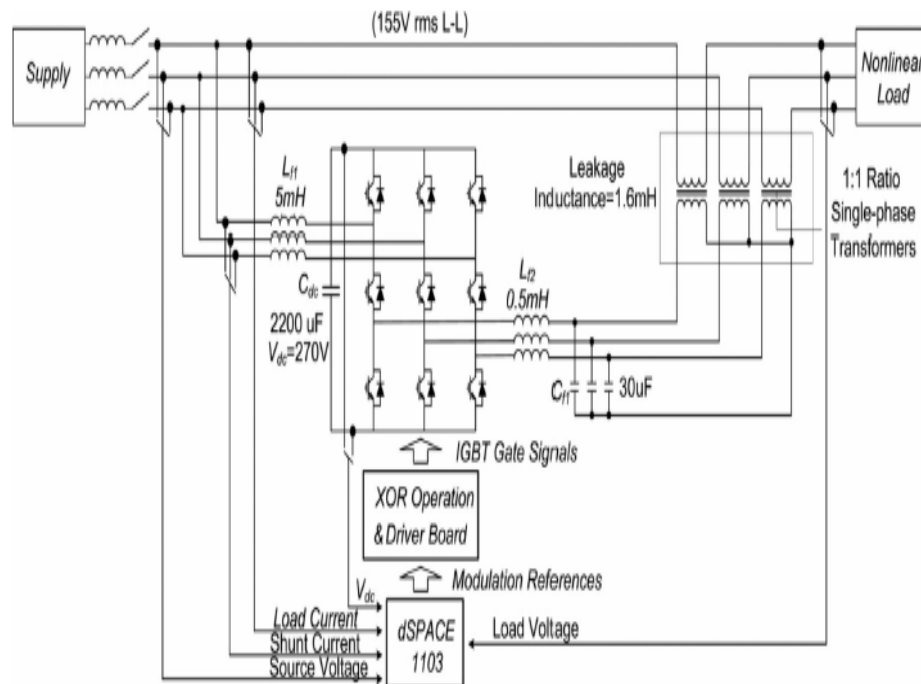 (155V rms L-L)
Supply
Nonlinear
Load
Leakage
Inductance=1.6mH
1:1 Ratio
Single-phase
Transformers
Lf1
5mH
Cdc
2200 uF
Vdc=270V
Lf2
0.5mH
Cf1
30uF
IGBT Gate Signals
XOR Operation
& Driver Board
Modulation References
Vdc
Load Current
Shunt Current
Source Voltage
dSPACE
1103
Load Voltage